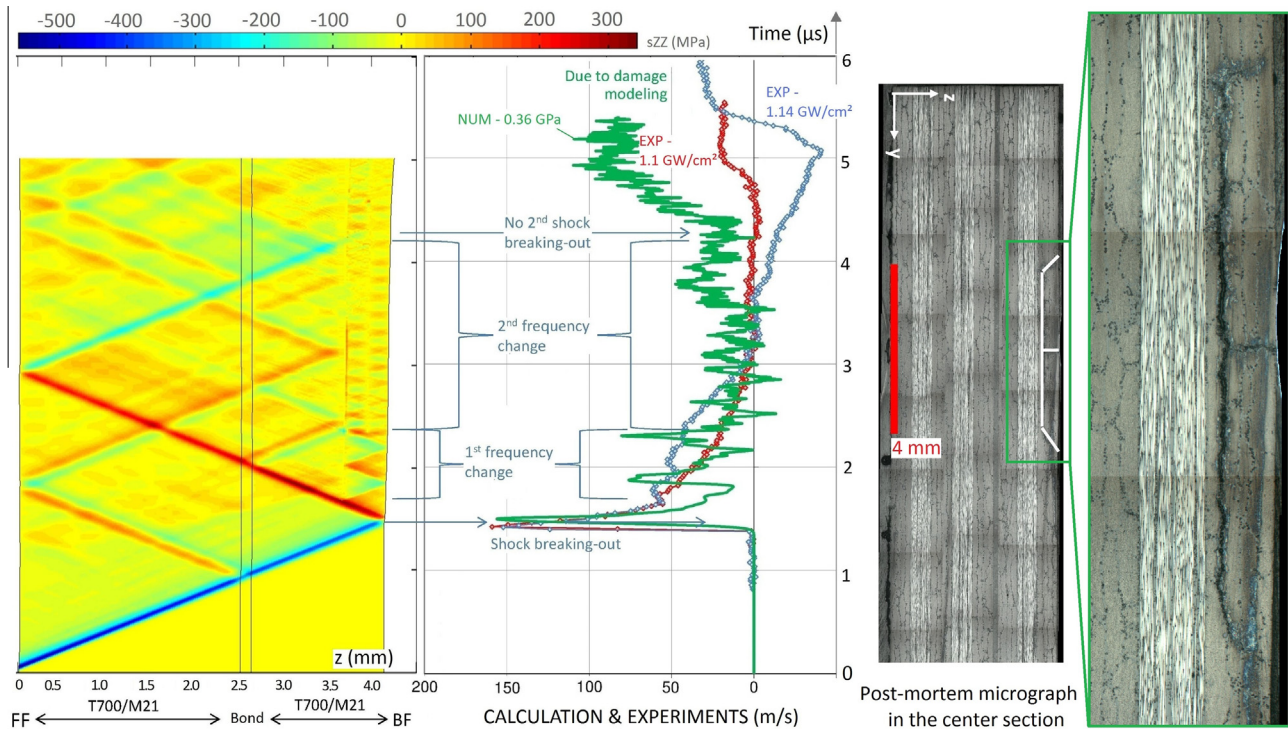 -500 -400 -300 -200 -100 0 100 200 300
sZZ (MPa)
Time (µs)
6
5
4
3
2
1
0
Due to damage
modeling
NUM - 0.36 GPa
EXP -
1.1 GW/cm²
EXP -
1.14 GW/cm²
No 2nd shock
breaking-out
2nd frequency
change
1st frequency
change
Shock breaking-out
z (mm)
0 0.5 1.0 1.5 2.0 2.5 3.0 3.5 4.0
FF T700/M21 Bond T700/M21 BF
200 150 100 50 0
CALCULATION & EXPERIMENTS (m/s)
z
y
4 mm
Post-mortem micrograph
in the center section